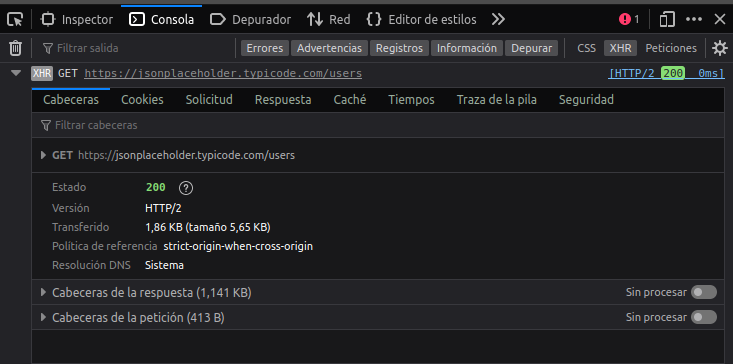 Inspector Consola Depurador Red Editor de estilos 1
Filtrar salida Errores Advertencias Registros Información Depurar CSS XHR Peticiones
XHR GET https://jsonplaceholder.typicode.com/users [HTTP/2 200 0ms]
Cabeceras Cookies Solicitud Respuesta Caché Tiempos Traza de la pila Seguridad
Filtrar cabeceras
GET https://jsonplaceholder.typicode.com/users
Estado 200 ?
Versión HTTP/2
Transferido 1,86 KB (tamaño 5,65 KB)
Política de referencia strict-origin-when-cross-origin
Resolución DNS Sistema
Cabeceras de la respuesta (1,141 KB) Sin procesar
Cabeceras de la petición (413 B) Sin procesar